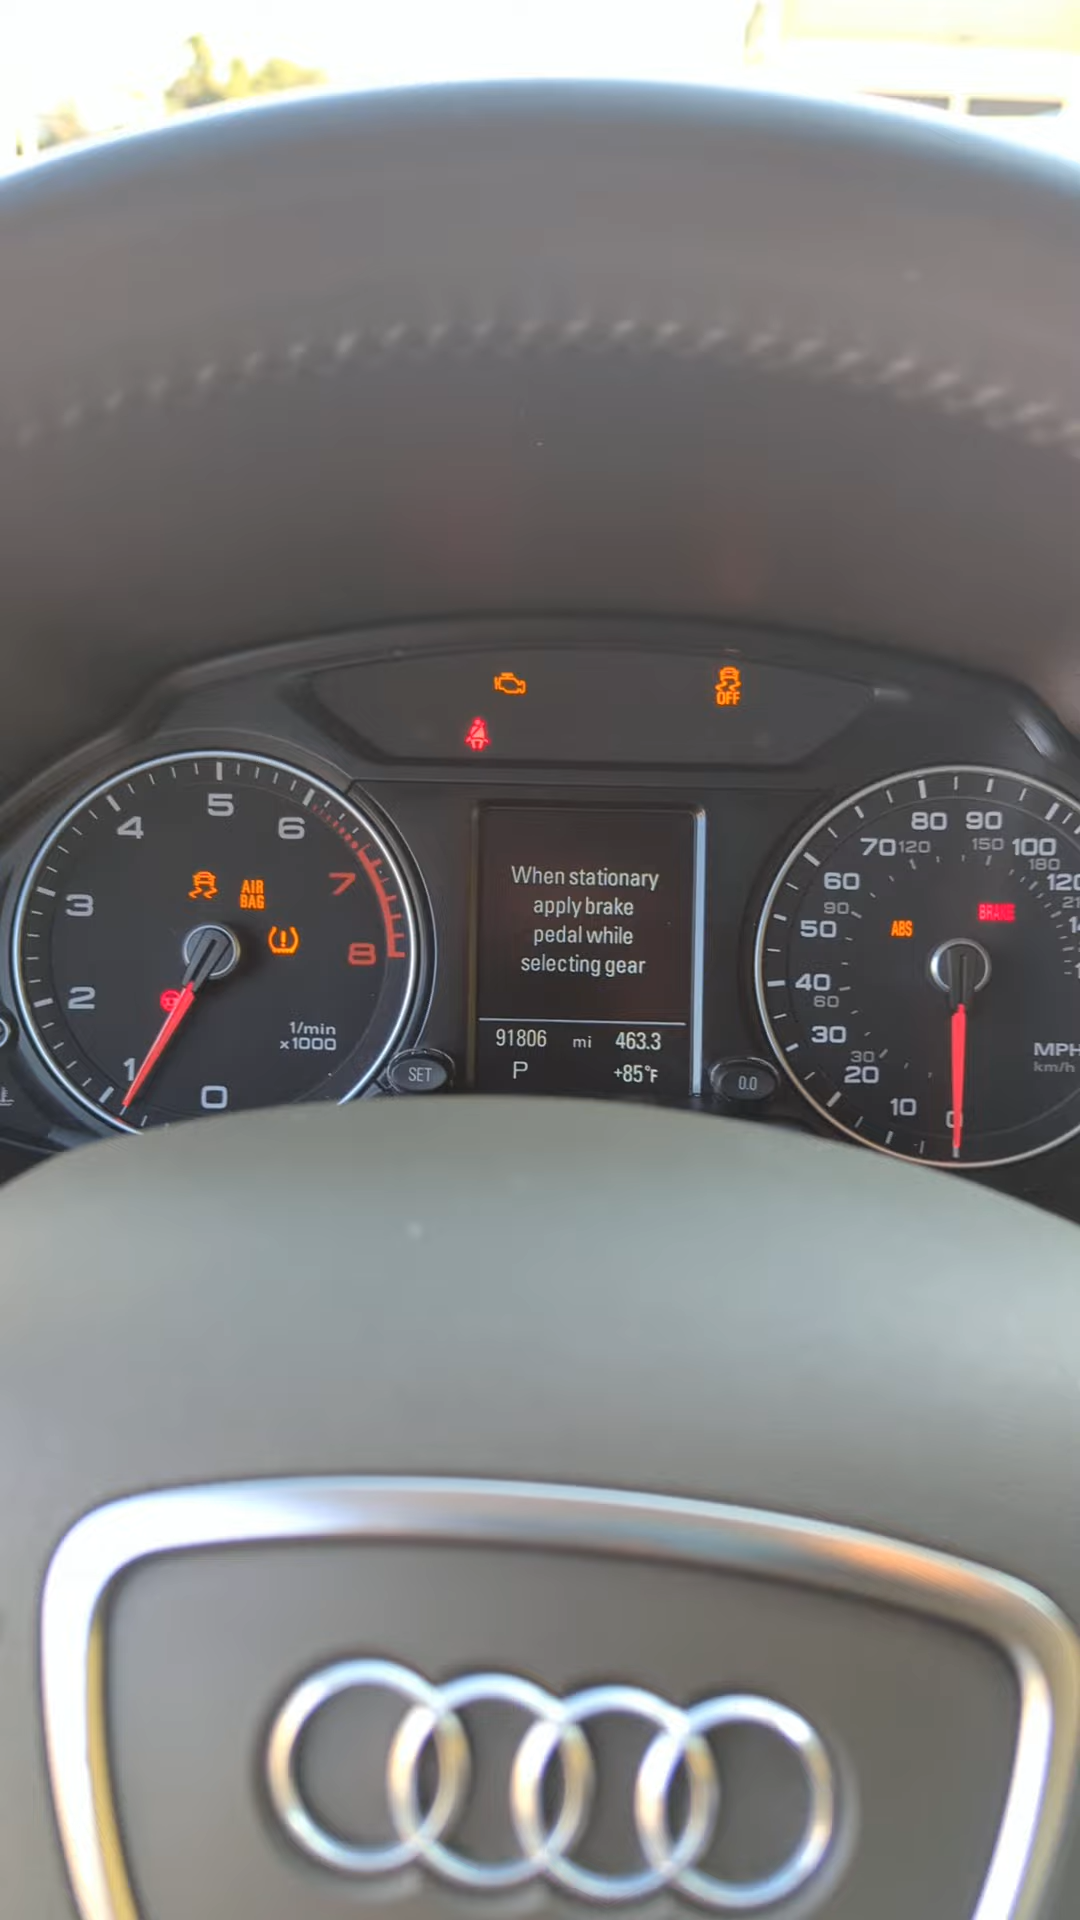 OFF
5
4
6
3
7
2
8
1
0
AIR
BAG
1/min
x1000
When stationary
apply brake
pedal while
selecting gear
91806 mi 463.3
P +85°F
SET
0.0
80 90
70 120 150 100
180
60 120
90
50
40
60
30
30
20
10
0
ABS
BRAKE
MPH
km/h